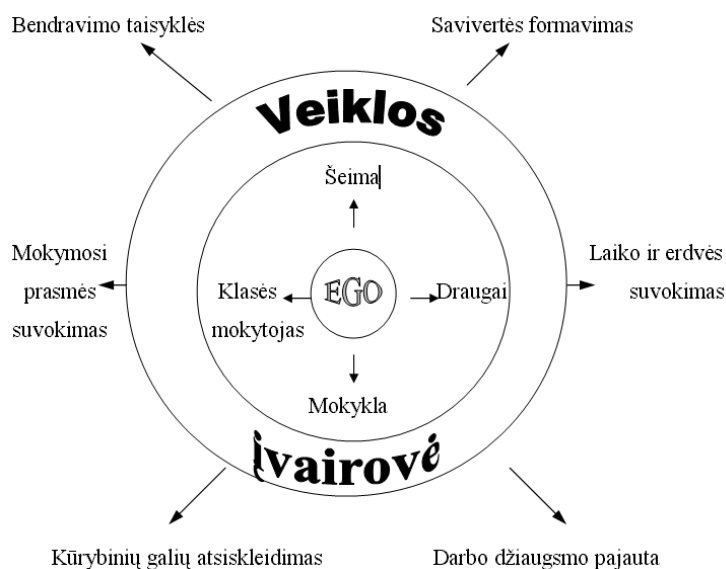 Bendravimo taisyklės
Savivertės formavimas
Veiklos
Šeima
Mokymosi
prasmės
suvokimas
Klasės
mokytojas
EGO
Draugai
Laiko ir erdvės
suvokimas
Mokykla
įvairovė
Kūrybinių galių atsiskleidimas
Darbo džiaugsmo pajauta